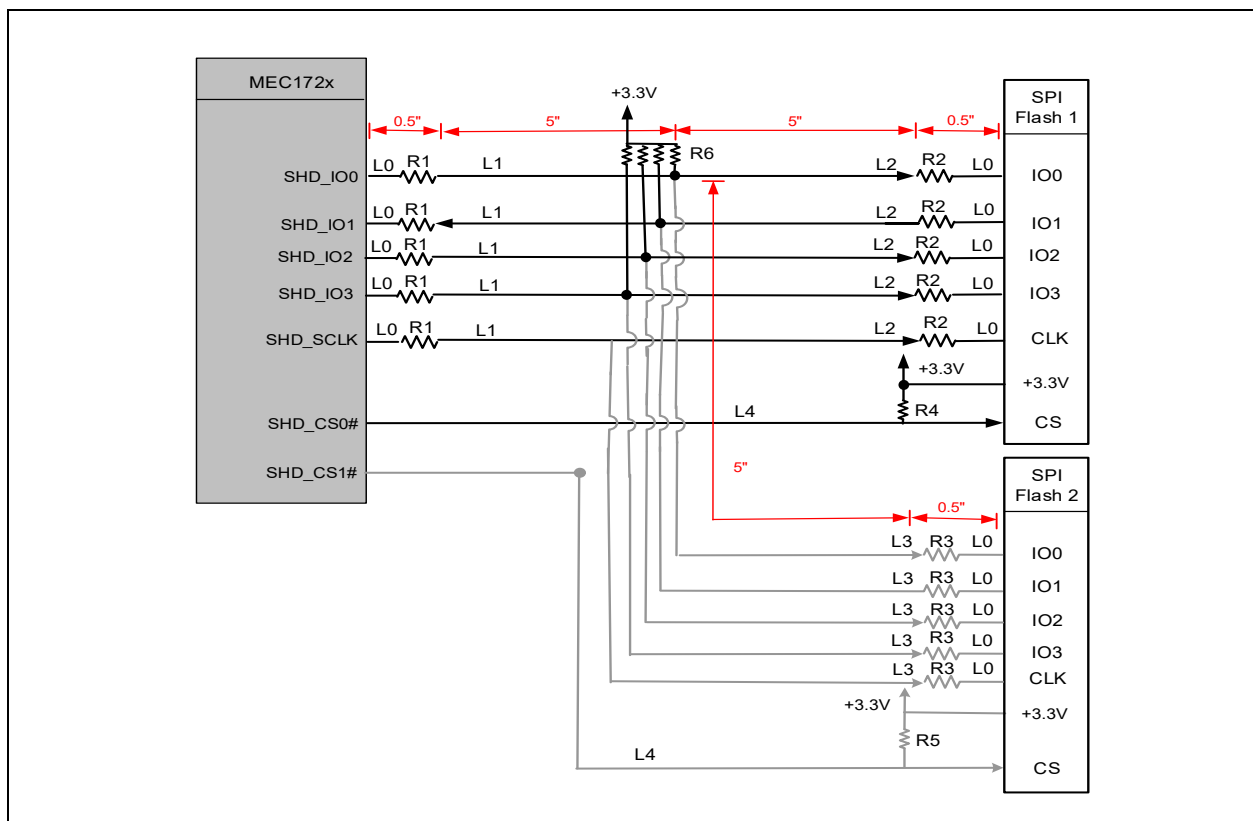 MEC172x
SPI
Flash 1
+3.3V
0.5"
5"
5"
0.5"
R6
SHD_IO0
L0
R1
L1
L2
R2
L0
IO0
SHD_IO1
L0
R1
L1
L2
R2
L0
IO1
SHD_IO2
L0
R1
L1
L2
R2
L0
IO2
SHD_IO3
L0
R1
L1
L2
R2
L0
IO3
SHD_SCLK
L0
R1
L1
L2
R2
L0
CLK
+3.3V
+3.3V
SHD_CS0#
L4
R4
CS
SHD_CS1#
5"
SPI
Flash 2
0.5"
L3
R3
L0
IO0
L3
R3
L0
IO1
L3
R3
L0
IO2
L3
R3
L0
IO3
L3
R3
L0
CLK
+3.3V
+3.3V
R5
L4
CS